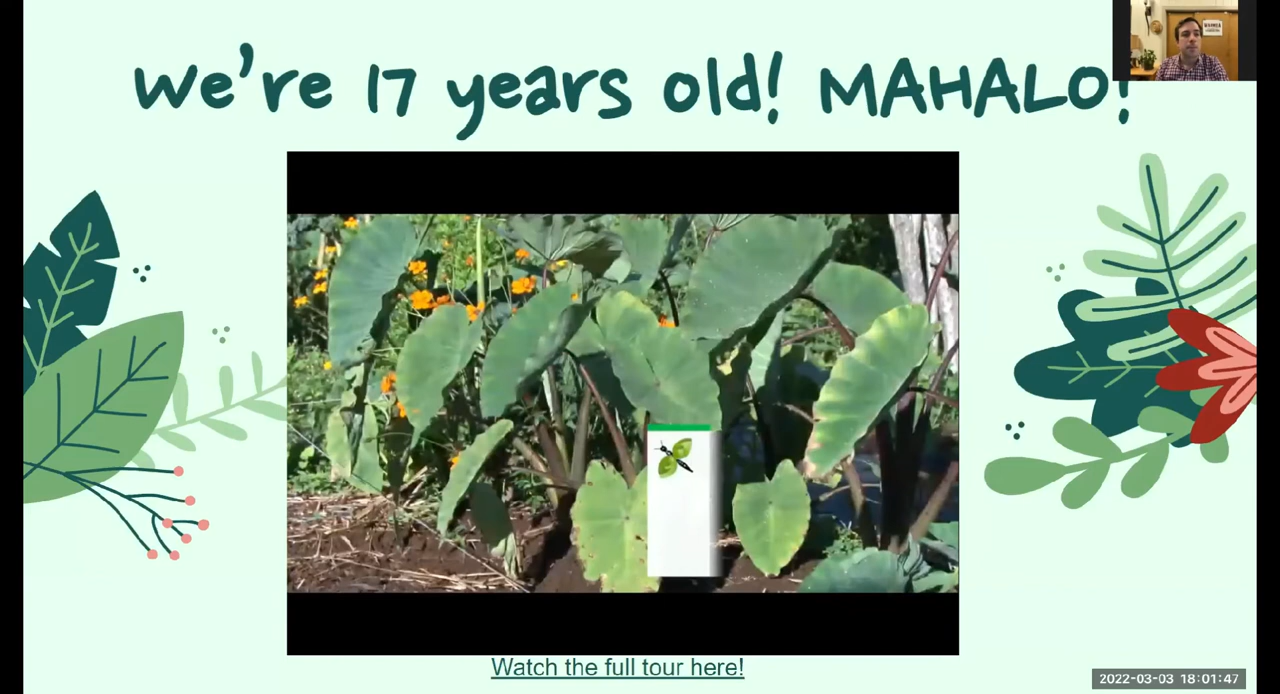 we're 17 years old! MAHALO!
Watch the full tour here!
2022-03-03 18:01:47